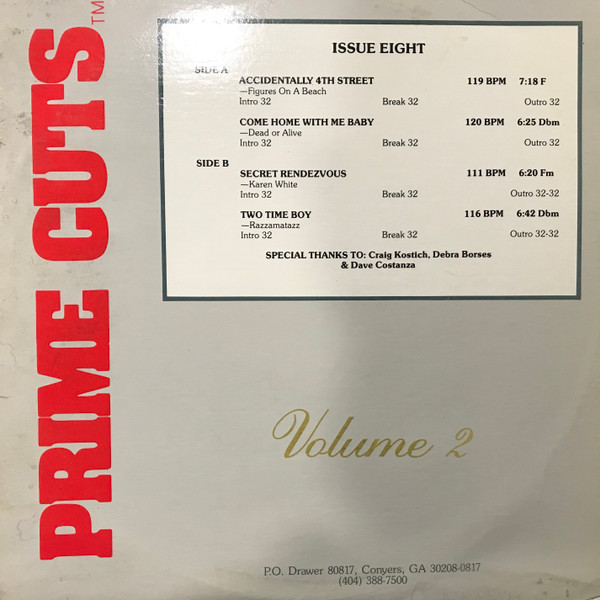 PRIME CUTS™
ISSUE EIGHT
SIDE A
ACCIDENTALLY 4TH STREET 119 BPM 7:18 F
—Figures On A Beach
Intro 32 Break 32 Outro 32
COME HOME WITH ME BABY 120 BPM 6:25 Dbm
—Dead or Alive
Intro 32 Break 32 Outro 32
SIDE B
SECRET RENDEZVOUS 111 BPM 6:20 Fm
—Karen White
Intro 32 Break 32 Outro 32-32
TWO TIME BOY 116 BPM 6:42 Dbm
—Razzamatazz
Intro 32 Break 32 Outro 32-32
SPECIAL THANKS TO: Craig Kostich, Debra Borses
& Dave Costanza
Volume 2
P.O. Drawer 80817, Conyers, GA 30208-0817
(404) 388-7500